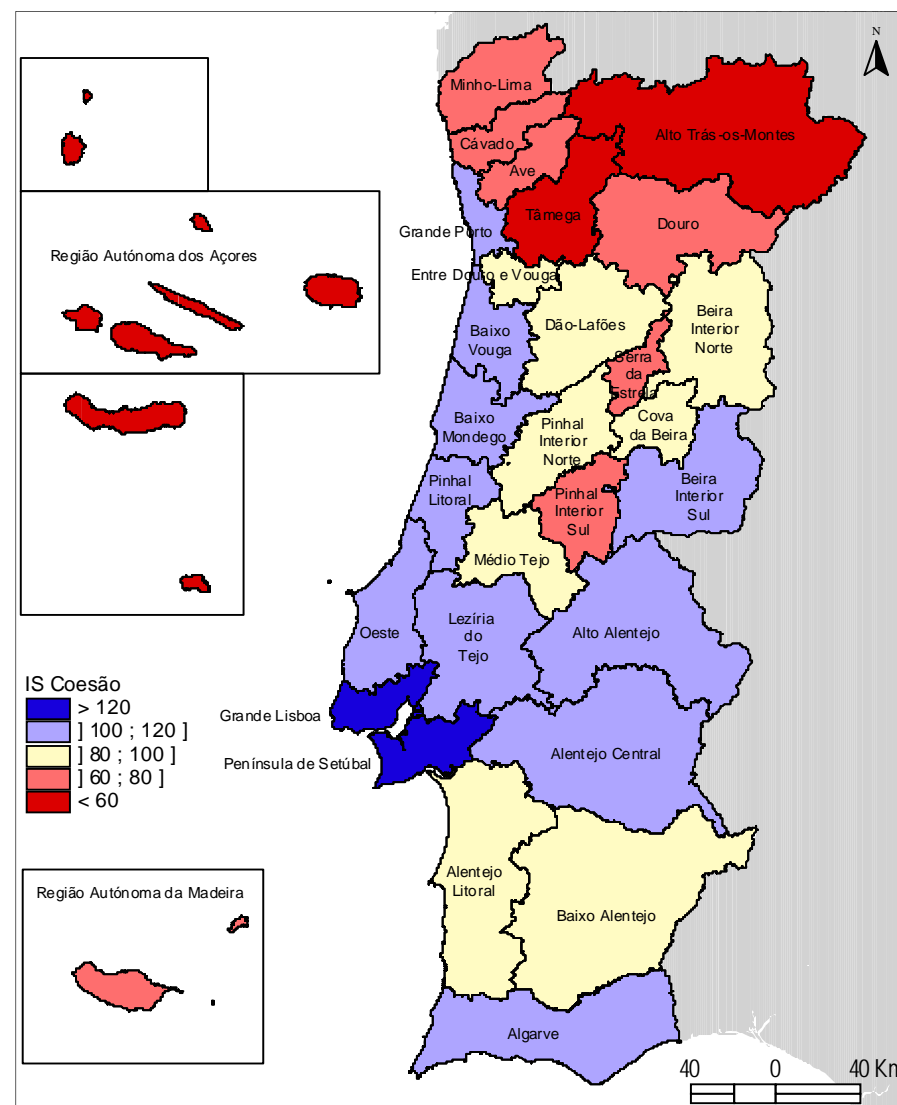 N
Minho-Lima
Alto Trás-os-Montes
Cávado
Ave
Tâmega
Douro
Grande Porto
Região Autónoma dos Açores
Entre Douro e Vouga
Dão-Lafões
Beira
Interior
Norte
Baixo
Vouga
Serra
da
Estrela
Baixo
Mondego
Pinhal
Interior
Norte
Cova
da Beira
Pinhal
Litoral
Pinhal
Interior
Sul
Beira
Interior
Sul
Médio Tejo
Oeste
Lezíria
do
Tejo
Alto Alentejo
IS Coesão
> 120
] 100 ; 120 ]
] 80 ; 100 ]
] 60 ; 80 ]
< 60
Grande Lisboa
Península de Setúbal
Alentejo Central
Alentejo
Litoral
Baixo Alentejo
Região Autónoma da Madeira
Algarve
40 0 40 Km